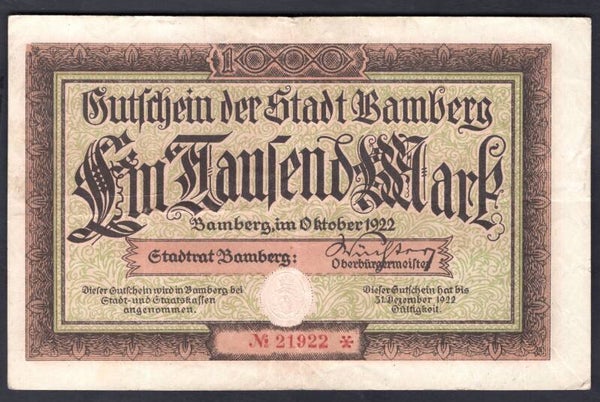 1000
Gutschein der Stadt Bamberg
Ein Tausend Mark
Bamberg, im Oktober 1922
Stadtrat Bamberg:
Oberbürgermeister
Dieser Gutschein wird in Bamberg bei
Stadt- und Staatskassen
angenommen.
Dieser Gutschein hat bis
31. Dezember 1922
Gültigkeit.
№ 21922 *